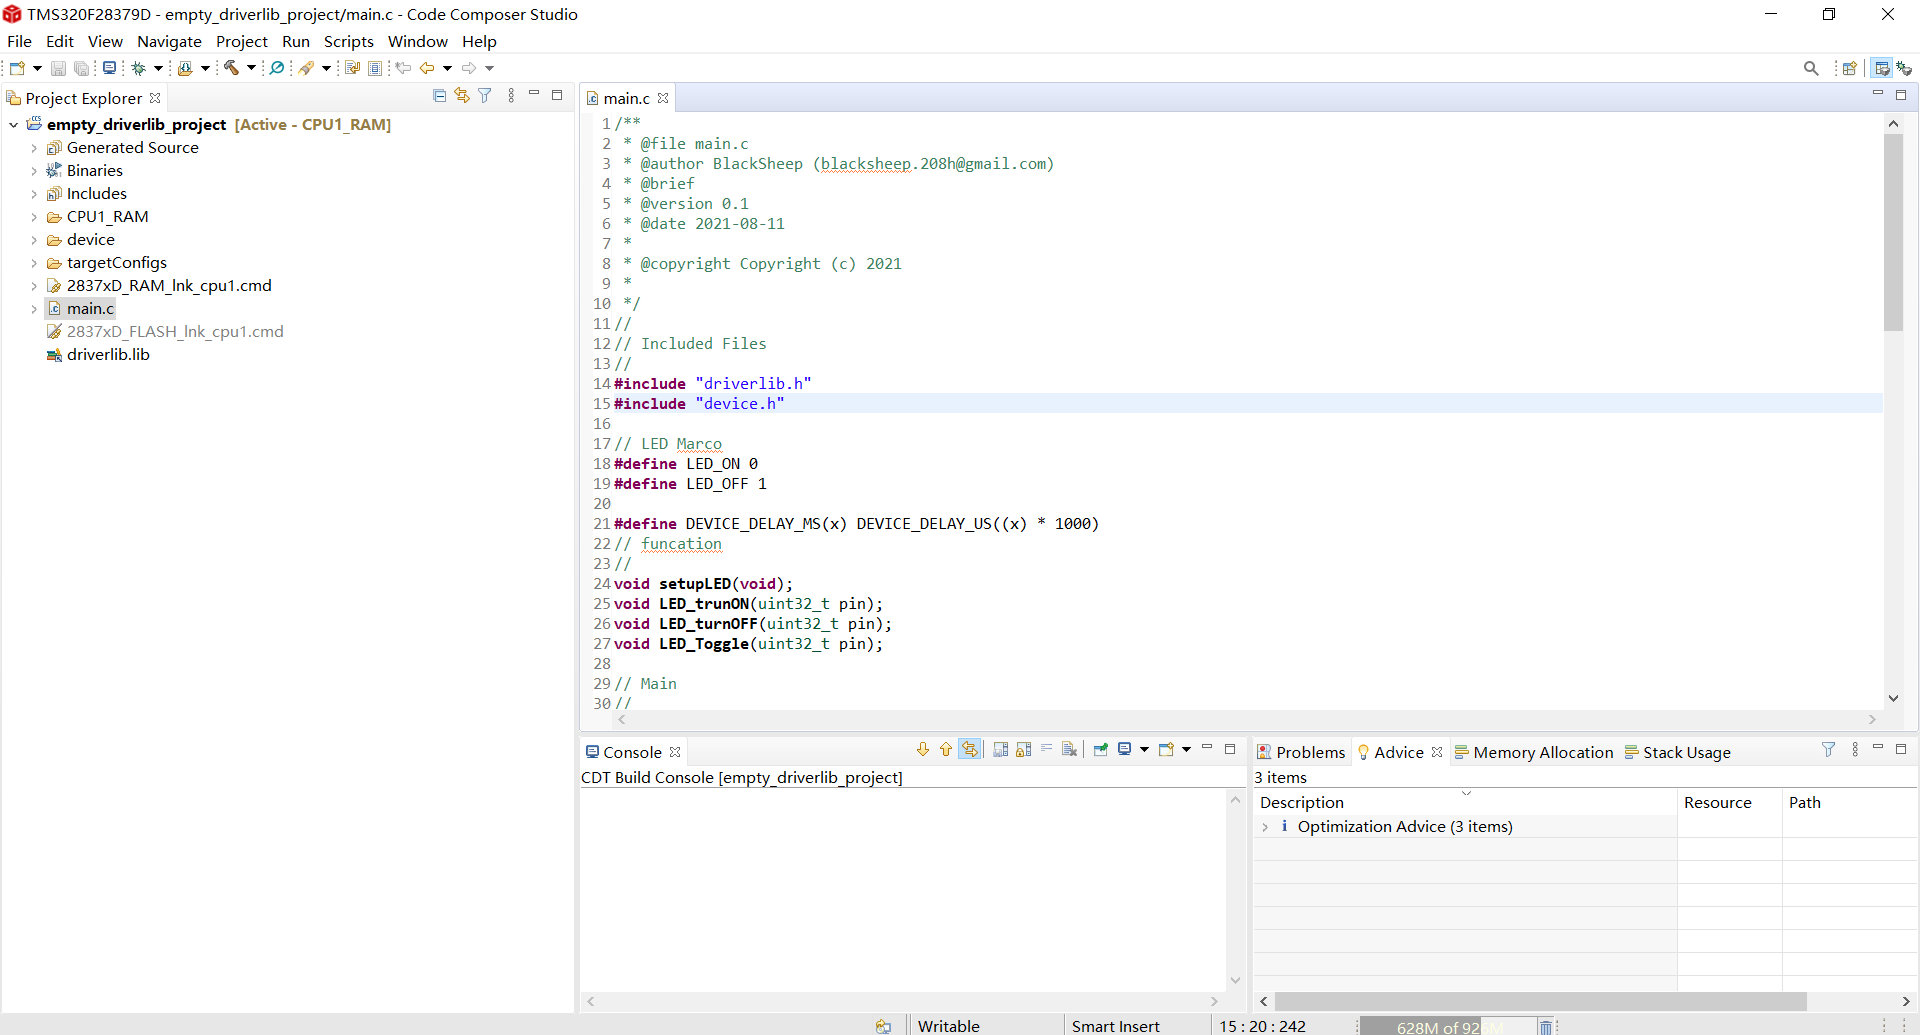 TMS320F28379D - empty_driverlib_project/main.c - Code Composer Studio
File Edit View Navigate Project Run Scripts Window Help
Project Explorer
empty_driverlib_project [Active - CPU1_RAM]
Generated Source
Binaries
Includes
CPU1_RAM
device
targetConfigs
2837xD_RAM_lnk_cpu1.cmd
main.c
2837xD_FLASH_lnk_cpu1.cmd
driverlib.lib
main.c
1 /**
2 * @file main.c
3 * @author BlackSheep (blacksheep.208h@gmail.com)
4 * @brief
5 * @version 0.1
6 * @date 2021-08-11
7 *
8 * @copyright Copyright (c) 2021
9 *
10 */
11 //
12 // Included Files
13 //
14 #include "driverlib.h"
15 #include "device.h"
16
17 // LED Marco
18 #define LED_ON 0
19 #define LED_OFF 1
20
21 #define DEVICE_DELAY_MS(x) DEVICE_DELAY_US((x) * 1000)
22 // funcation
23 //
24 void setupLED(void);
25 void LED_trunON(uint32_t pin);
26 void LED_turnOFF(uint32_t pin);
27 void LED_Toggle(uint32_t pin);
28
29 // Main
30 //
Console
CDT Build Console [empty_driverlib_project]
Problems Advice Memory Allocation Stack Usage
3 items
Description Resource Path
i Optimization Advice (3 items)
Writable Smart Insert 15 : 20 : 242 628M of 926M